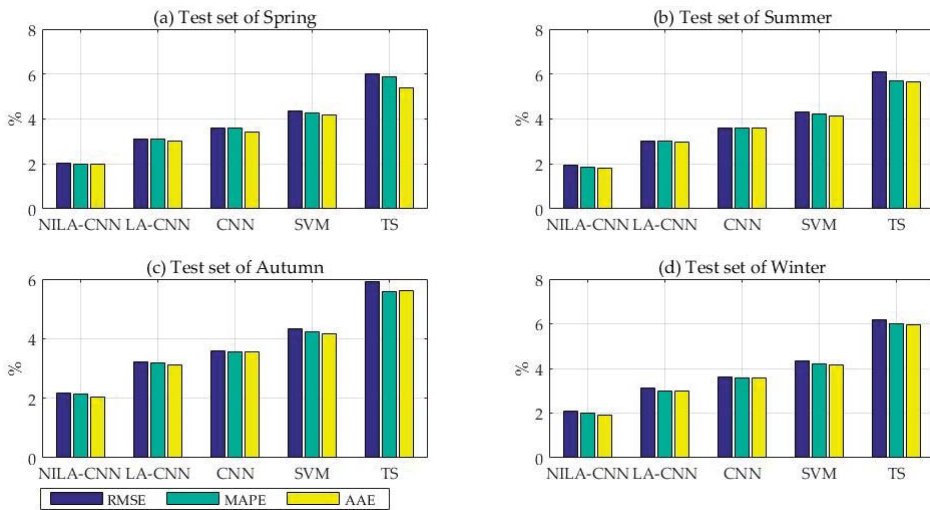 (a) Test set of Spring
8
6
4
2
0
%
NILA-CNN LA-CNN CNN SVM TS
(b) Test set of Summer
8
6
4
2
0
%
NILA-CNN LA-CNN CNN SVM TS
(c) Test set of Autumn
6
4
2
0
%
NILA-CNN LA-CNN CNN SVM TS
(d) Test set of Winter
8
6
4
2
0
%
NILA-CNN LA-CNN CNN SVM TS
RMSE MAPE AAE